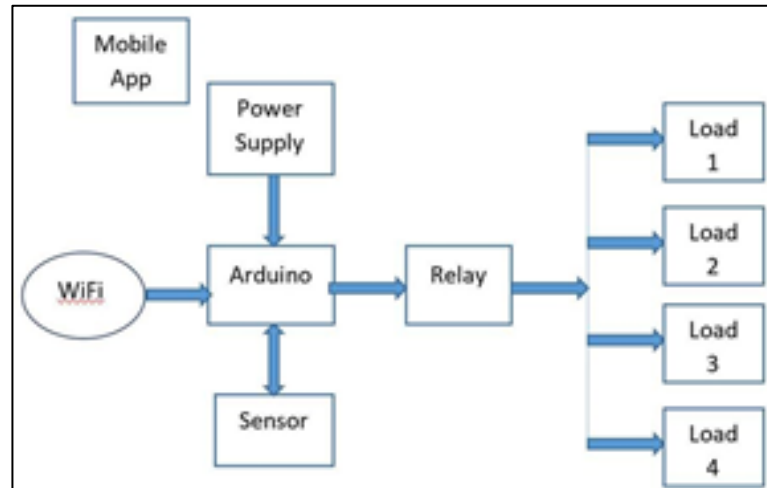 Mobile
App
Power
Supply
Load
1
Load
2
WiFi
Arduino
Relay
Load
3
Sensor
Load
4